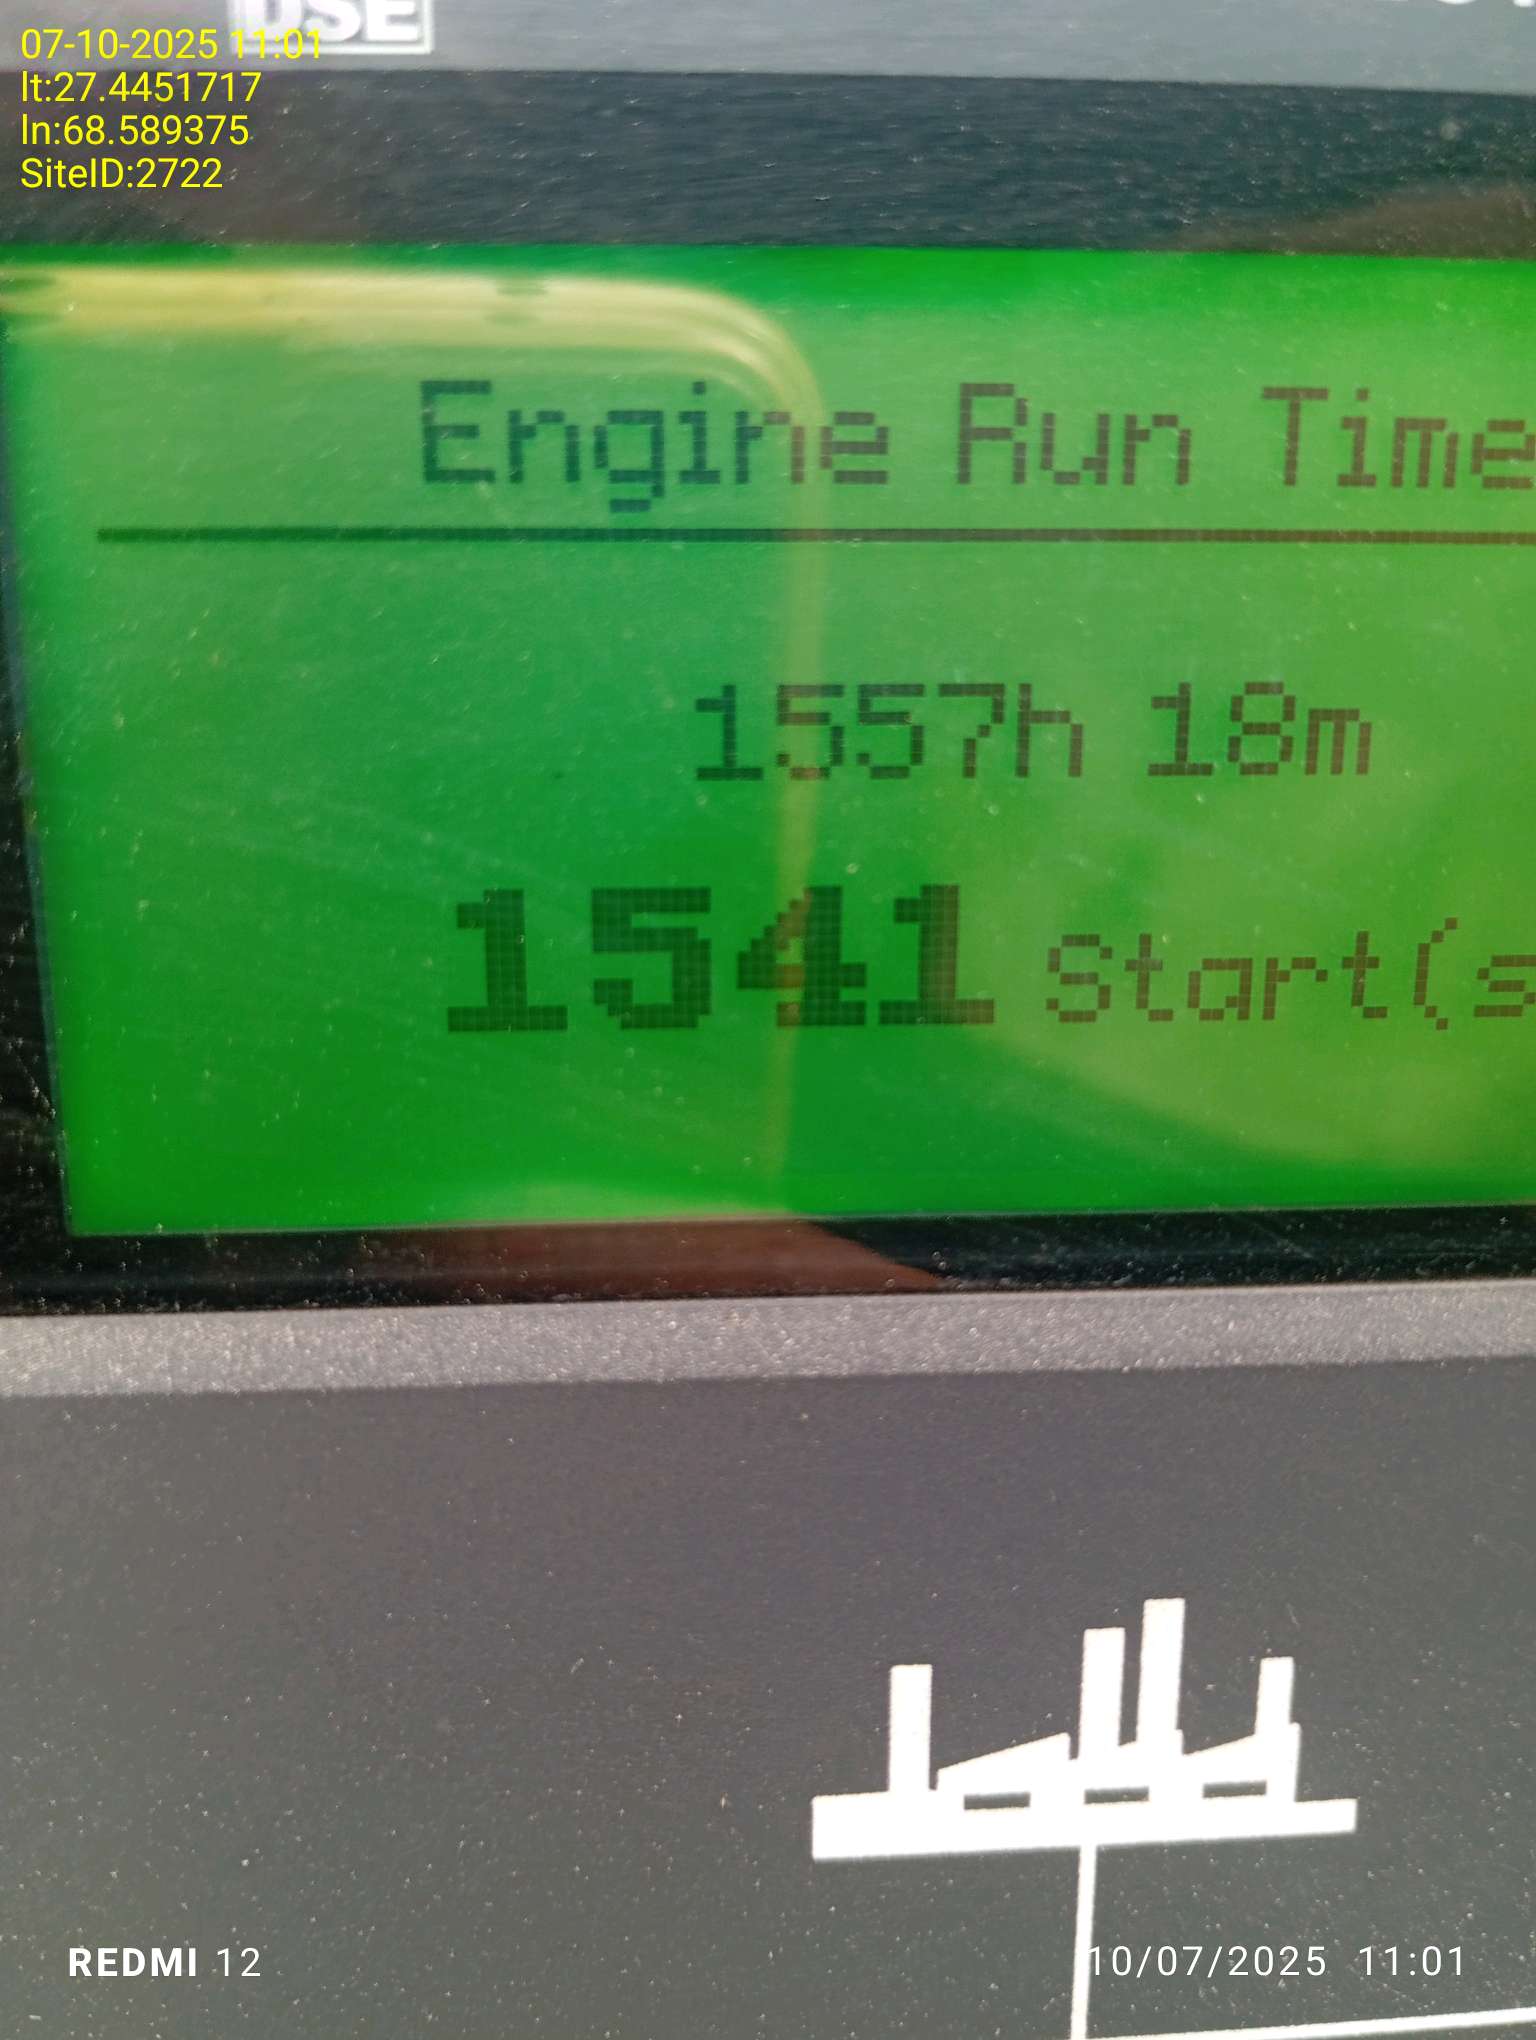 DSE
07-10-2025 11:01
lt:27.4451717
ln:68.589375
SiteID:2722
Engine Run Time
1557h 18m
1541 Start(s
REDMI 12
10/07/2025 11:01